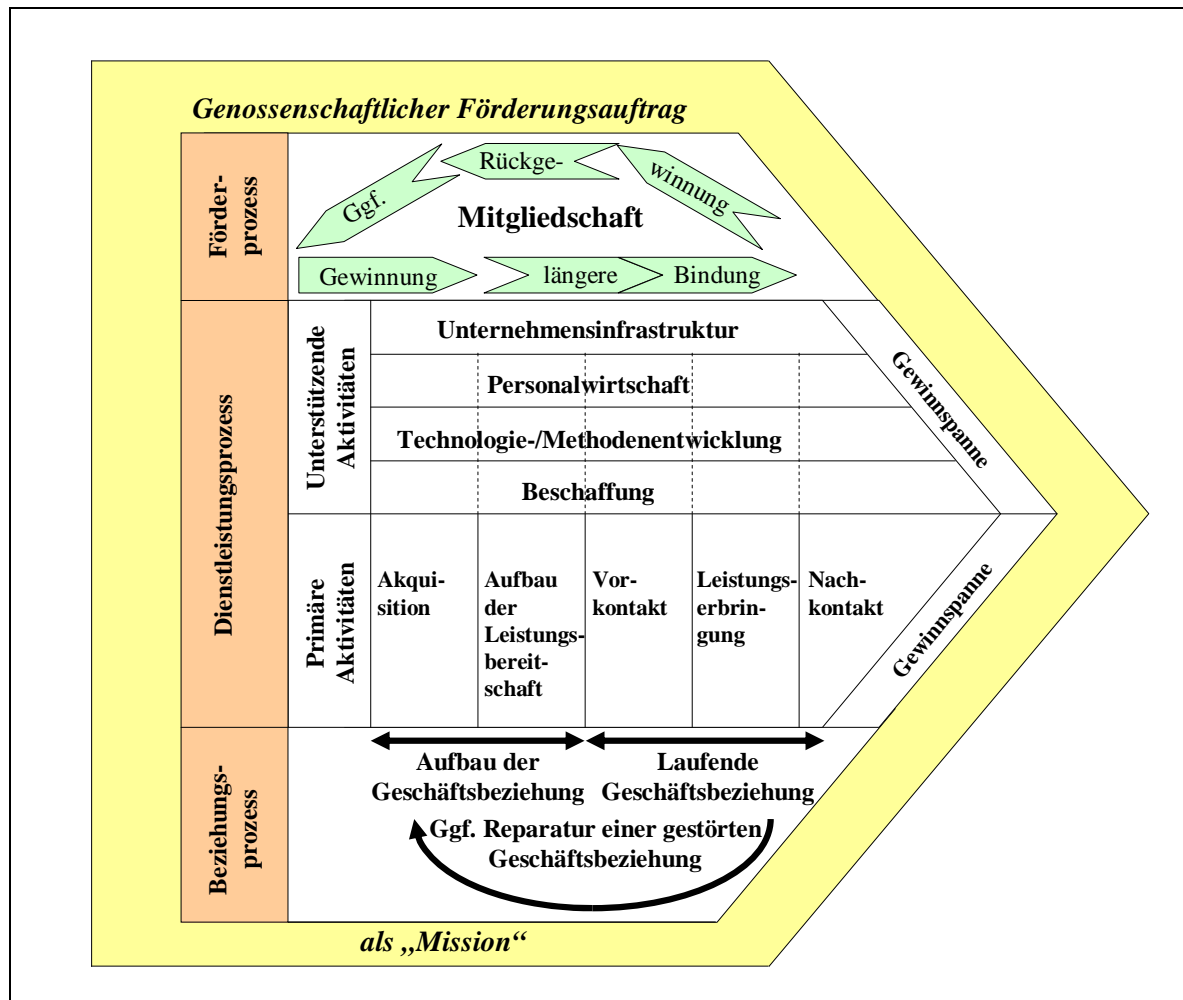 Genossenschaftlicher Förderungsauftrag
Förder-
prozess
Ggf.
Rückge-
winnung
Mitgliedschaft
Gewinnung
längere
Bindung
Dienstleistungsprozess
Unterstützende
Aktivitäten
Unternehmensinfrastruktur
Personalwirtschaft
Technologie-/Methodenentwicklung
Beschaffung
Gewinnspanne
Primäre
Aktivitäten
Akqui-
sition
Aufbau
der
Leistungs-
bereit-
schaft
Vor-
kontakt
Leistungs-
erbrin-
gung
Nach-
kontakt
Gewinnspanne
Beziehungs-
prozess
Aufbau der
Geschäftsbeziehung
Laufende
Geschäftsbeziehung
Ggf. Reparatur einer gestörten
Geschäftsbeziehung
als „Mission“